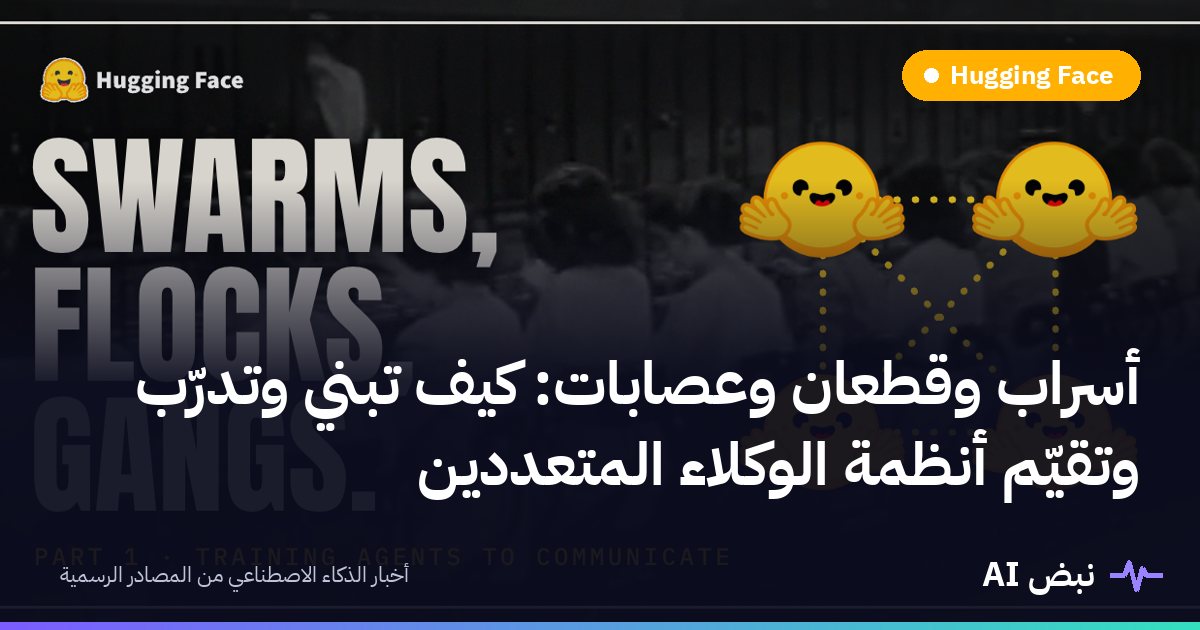 Hugging Face
Hugging Face
SWARMS,
FLOCKS,
GANGS.
أسراب وقطعان وعصابات: كيف تبني وتدرّب
وتقيّم أنظمة الوكلاء المتعددين
PART 1 · TRAINING AGENTS TO COMMUNICATE
أخبار الذكاء الاصطناعي من المصادر الرسمية
نبض AI